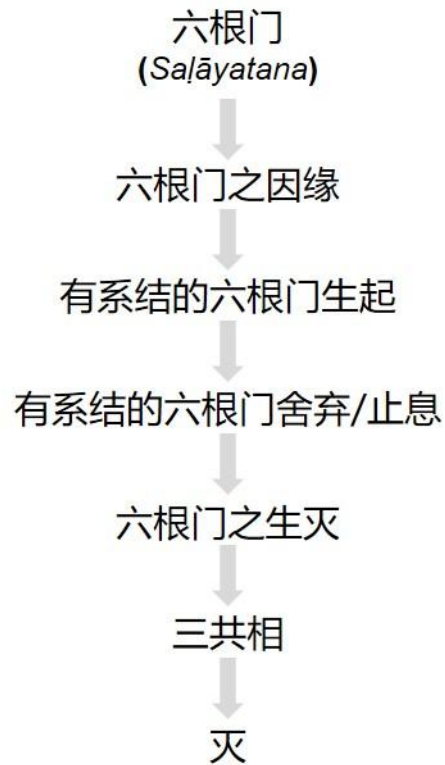 六根门
(Saḷāyatana)
六根门之因缘
有系结的六根门生起
有系结的六根门舍弃/止息
六根门之生灭
三共相
灭